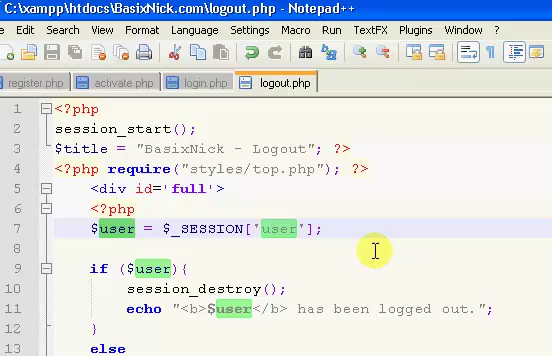 C:\xampp\htdocs\BasixNick.com\logout.php - Notepad++
Edit Search View Format Language Settings Macro Run TextFX Plugins Window ?
register.php activate.php login.php logout.php
1 <?php
2 session_start();
3 $title = "BasixNick - Logout"; ?>
4 <?php require("styles/top.php"); ?>
5 <div id='full'>
6 <?php
7 $user = $_SESSION['user'];
8
9 if ($user){
10 session_destroy();
11 echo "<b>$user</b> has been logged out.";
12 }
13 else